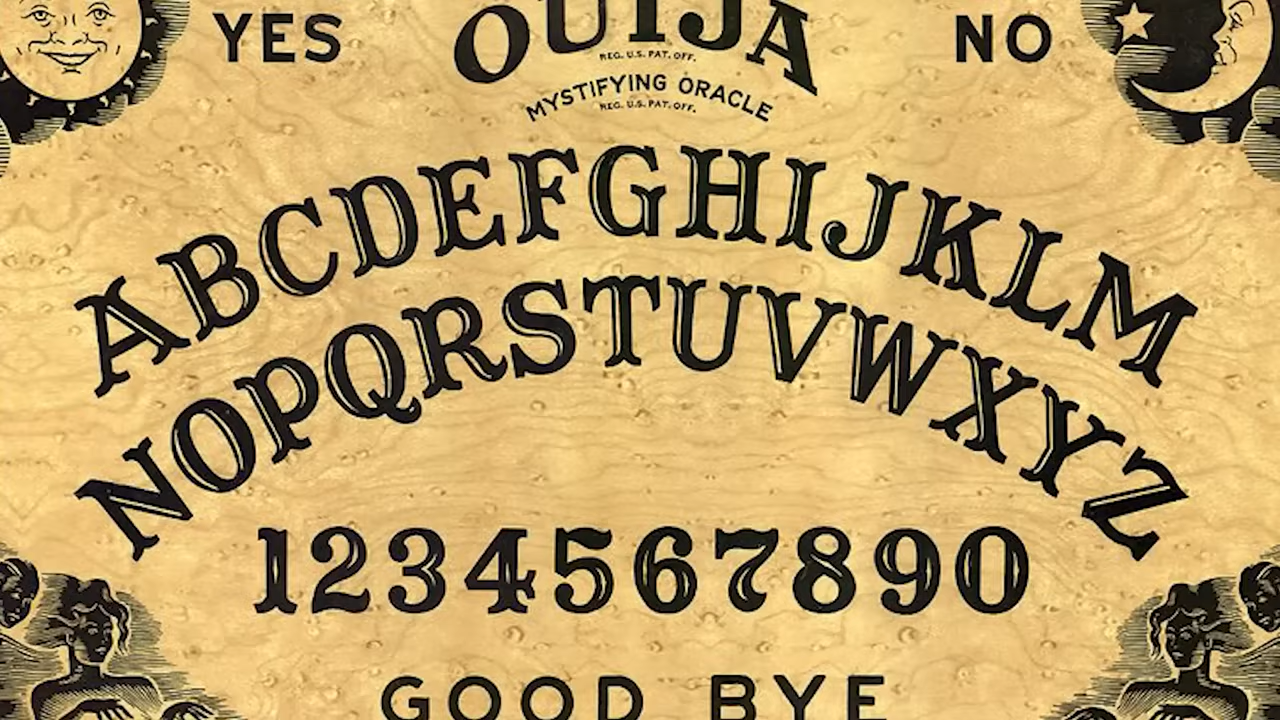 YES OUIJA NO
REG. U.S. PAT. OFF.
MYSTIFYING ORACLE
REG. U.S. PAT. OFF.
ABCDEFGHIJKLM
NOPQRSTUVWXYZ
1234567890
GOOD BYE